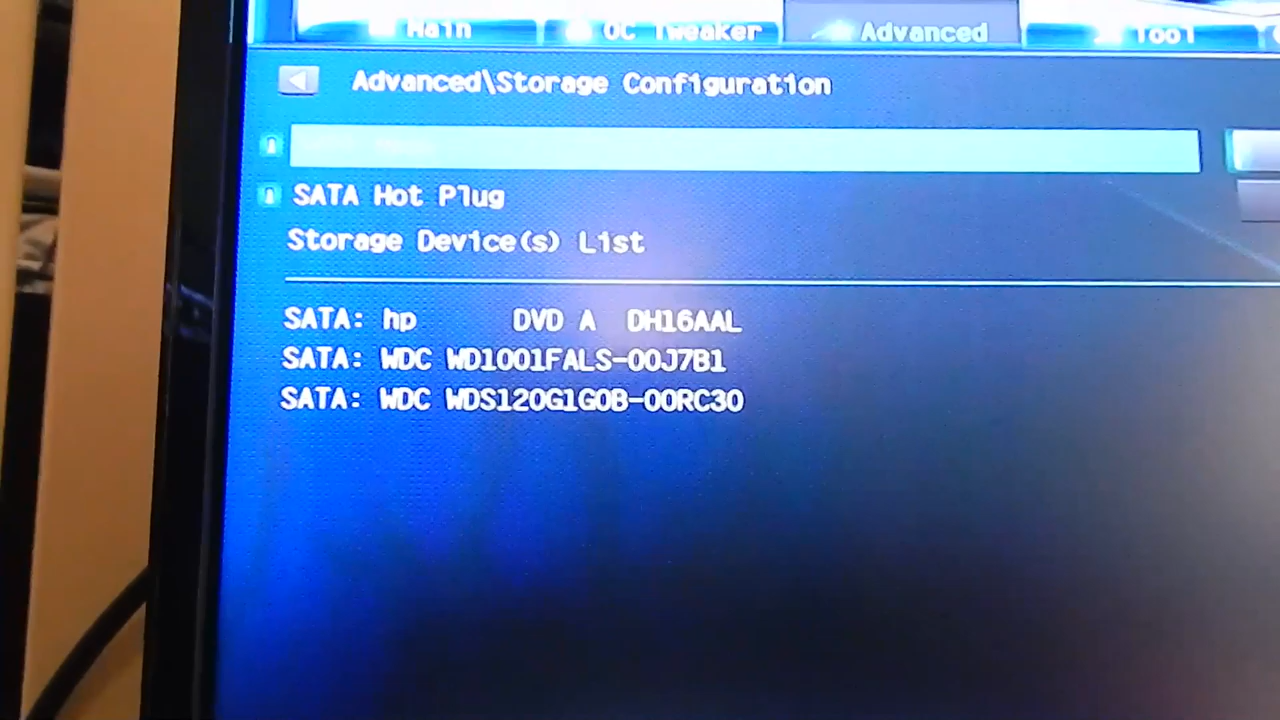 Main OC Tweaker Advanced Tool
Advanced\Storage Configuration
SATA Hot Plug
Storage Device(s) List
SATA: hp DVD A DH16AAL
SATA: WDC WD1001FALS-00J7B1
SATA: WDC WDS120G1G0B-00RC30